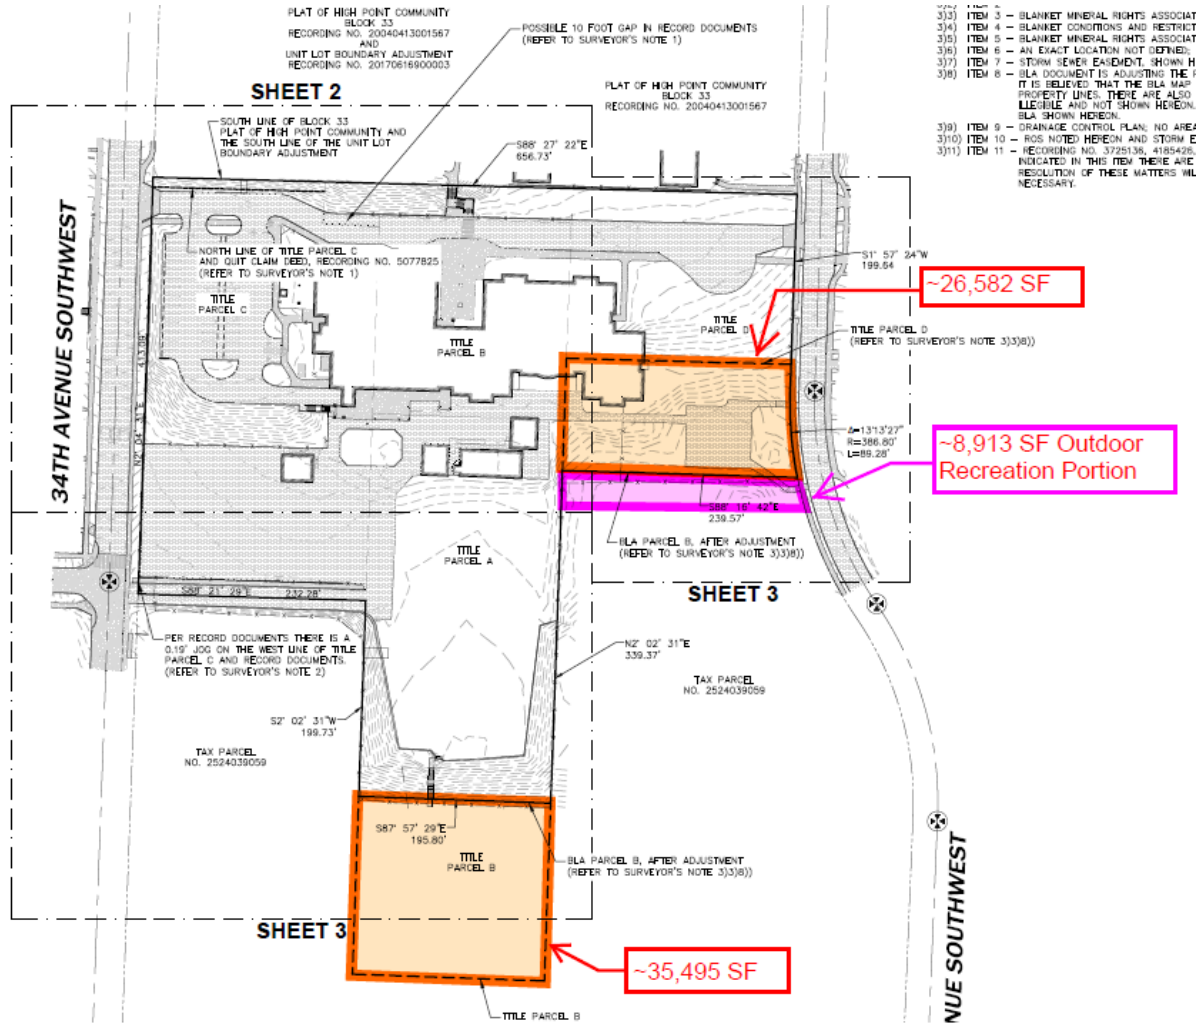 PLAT OF HIGH POINT COMMUNITY
BLOCK 33
RECORDING NO. 20040413001567
AND
UNIT LOT BOUNDARY ADJUSTMENT
RECORDING NO. 20170616900003
POSSIBLE 10 FOOT GAP IN RECORD DOCUMENTS
(REFER TO SURVEYOR'S NOTE 1)
PLAT OF HIGH POINT COMMUNITY
BLOCK 33
RECORDING NO. 20040413001567
3)3) ITEM 3 – BLANKET MINERAL RIGHTS ASSOCIAT
3)4) ITEM 4 – BLANKET CONDITIONS AND RESTRICT
3)5) ITEM 5 – BLANKET MINERAL RIGHTS ASSOCIAT
3)6) ITEM 6 – AN EXACT LOCATION NOT DEFINED;
3)7) ITEM 7 – STORM SEWER EASEMENT, SHOWN H
3)8) ITEM 8 – BLA DOCUMENT IS ADJUSTING THE
IT IS BELIEVED THAT THE BLA MAP
PROPERTY LINES. THERE ARE ALSO
ILLEGIBLE AND NOT SHOWN HEREON.
BLA SHOWN HEREON.
3)9) ITEM 9 – DRAINAGE CONTROL PLAN; NO AREA
3)10) ITEM 10 – ROS NOTED HEREON AND STORM E
3)11) ITEM 11 – RECORDING NO. 3725136, 4185426,
INDICATED IN THIS ITEM THERE ARE
RESOLUTION OF THESE MATTERS WIL
NECESSARY.
SHEET 2
SOUTH LINE OF BLOCK 33
PLAT OF HIGH POINT COMMUNITY AND
THE SOUTH LINE OF THE UNIT LOT
BOUNDARY ADJUSTMENT
S88° 27' 22"E
656.73'
34TH AVENUE SOUTHWEST
NORTH LINE OF TITLE PARCEL C
AND QUIT CLAIM DEED, RECORDING NO. 5077825
(REFER TO SURVEYOR'S NOTE 1)
TITLE
PARCEL C
TITLE
PARCEL B
TITLE
PARCEL D
S1° 57' 24"W
199.64
~26,582 SF
TITLE PARCEL D
(REFER TO SURVEYOR'S NOTE 3)3)8))
N2° 04' 31"E 413.09'
Δ=13°13'27"
R=386.80'
L=89.28'
~8,913 SF Outdoor
Recreation Portion
S88° 16' 42"E
239.57'
BLA PARCEL B, AFTER ADJUSTMENT
(REFER TO SURVEYOR'S NOTE 3)3)8))
TITLE
PARCEL A
SHEET 3
S88° 21' 29"E 232.28'
PER RECORD DOCUMENTS THERE IS A
0.19' JOG ON THE WEST LINE OF TITLE
PARCEL C AND RECORD DOCUMENTS.
(REFER TO SURVEYOR'S NOTE 2)
N2° 02' 31"E
339.37'
TAX PARCEL
NO. 2524039059
S2° 02' 31"W
199.73'
TAX PARCEL
NO. 2524039059
S87° 57' 29"E
195.80'
TITLE
PARCEL B
BLA PARCEL B, AFTER ADJUSTMENT
(REFER TO SURVEYOR'S NOTE 3)3)8))
SHEET 3
~35,495 SF
TITLE PARCEL B
NUE SOUTHWEST